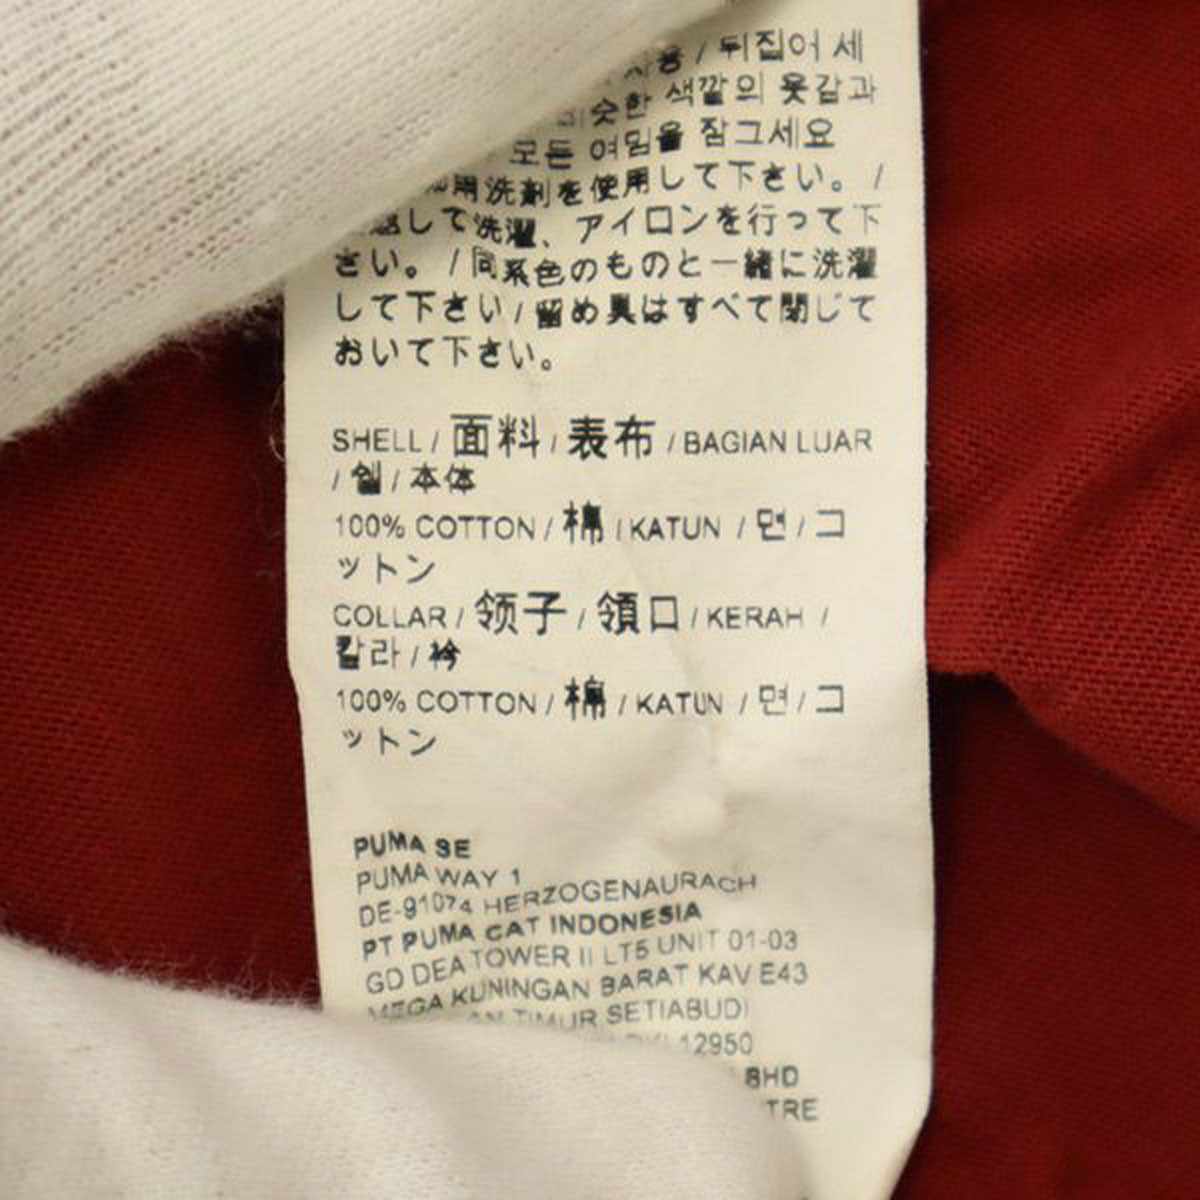 사용 / 뒤집어 세
비슷한 색깔의 옷감과
모든 여밈을 잠그세요
用洗剤を使用して下さい。 /
して洗濯、アイロンを行って下
さい。 / 同系色のものと一緒に洗濯
して下さい / 留め具はすべて閉じて
おいて下さい。
SHELL / 面料 / 表布 / BAGIAN LUAR
/ 쉘 / 本体
100% COTTON / 棉 / KATUN / 면 / コ
ットン
COLLAR / 领子 / 領口 / KERAH /
칼라 / 衿
100% COTTON / 棉 / KATUN / 면 / コ
ットン
PUMA SE
PUMA WAY 1
DE-91074 HERZOGENAURACH
PT PUMA CAT INDONESIA
GD DEA TOWER II LT5 UNIT 01-03
MEGA KUNINGAN BARAT KAV E43
TIMUR SETIABUDI
DKI 12950
BHD
TRE